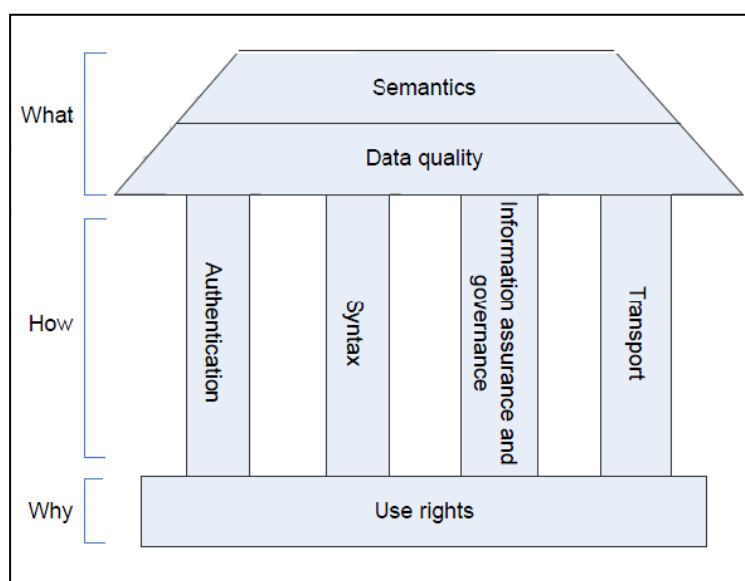 What
Semantics
Data quality
How
Authentication
Syntax
Information assurance and
governance
Transport
Why
Use rights